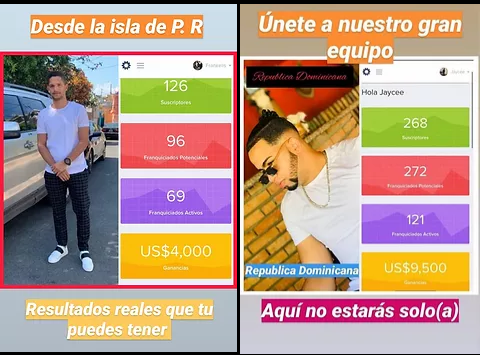 Desde la isla de P. R
126
Suscriptores
96
Franquiciados Potenciales
69
Franquiciados Activos
US$4,000
Ganancias
Resultados reales que tu
puedes tener
Únete a nuestro gran
equipo
Republica Dominicana
Hola Jaycee
268
Suscriptores
272
Franquiciados Potenciales
121
Franquiciados Activos
US$9,500
Ganancias
Republica Dominicana
Aquí no estarás solo(a)